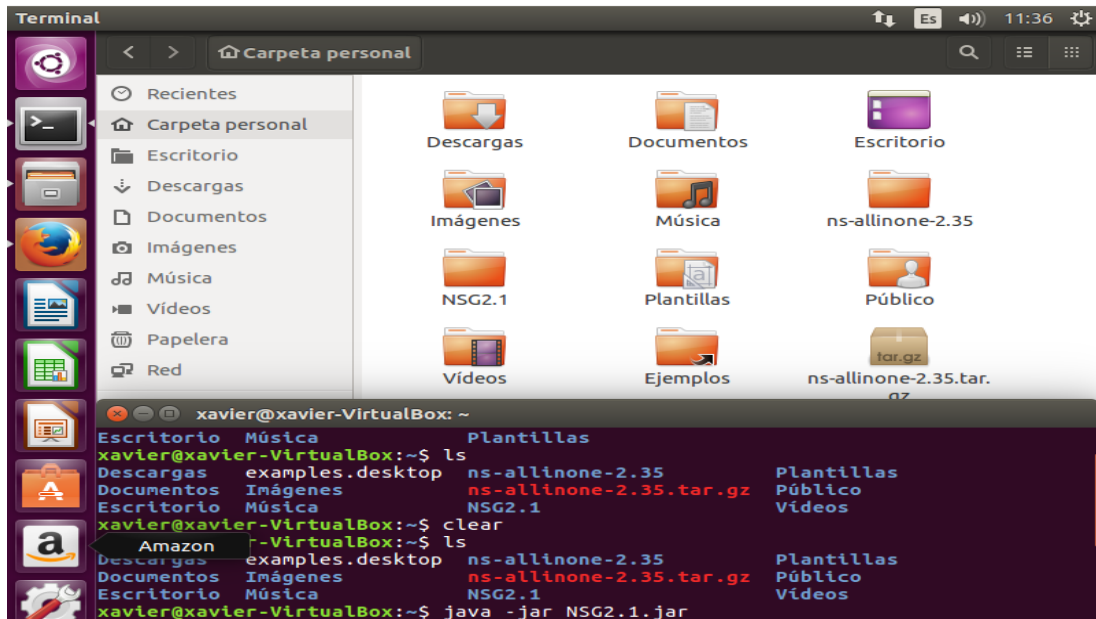 Terminal Es 11:36
Carpeta personal
Recientes
Carpeta personal
Escritorio
Descargas
Documentos
Imágenes
Música
Vídeos
Papelera
Red
Descargas Documentos Escritorio
Imágenes Música ns-allinone-2.35
NSG2.1 Plantillas Público
tar.gz
Vídeos Ejemplos ns-allinone-2.35.tar.
gz
xavier@xavier-VirtualBox: ~
Escritorio Música Plantillas
xavier@xavier-VirtualBox:~$ ls
Descargas examples.desktop ns-allinone-2.35 Plantillas
Documentos Imágenes ns-allinone-2.35.tar.gz Público
Escritorio Música NSG2.1 Vídeos
xavier@xavier-VirtualBox:~$ clear
Amazon r-VirtualBox:~$ ls
Descargas examples.desktop ns-allinone-2.35 Plantillas
Documentos Imágenes ns-allinone-2.35.tar.gz Público
Escritorio Música NSG2.1 Vídeos
xavier@xavier-VirtualBox:~$ java -jar NSG2.1.jar